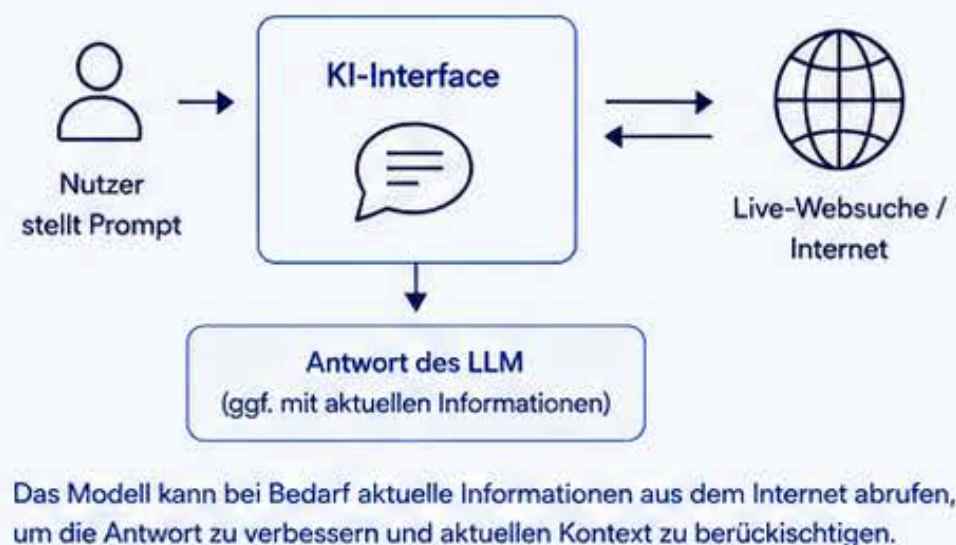 KI-Interface
Nutzer
stellt Prompt
Live-Websuche /
Internet
Antwort des LLM
(ggf. mit aktuellen Informationen)
Das Modell kann bei Bedarf aktuelle Informationen aus dem Internet abrufen,
um die Antwort zu verbessern und aktuellen Kontext zu berückischtigen.